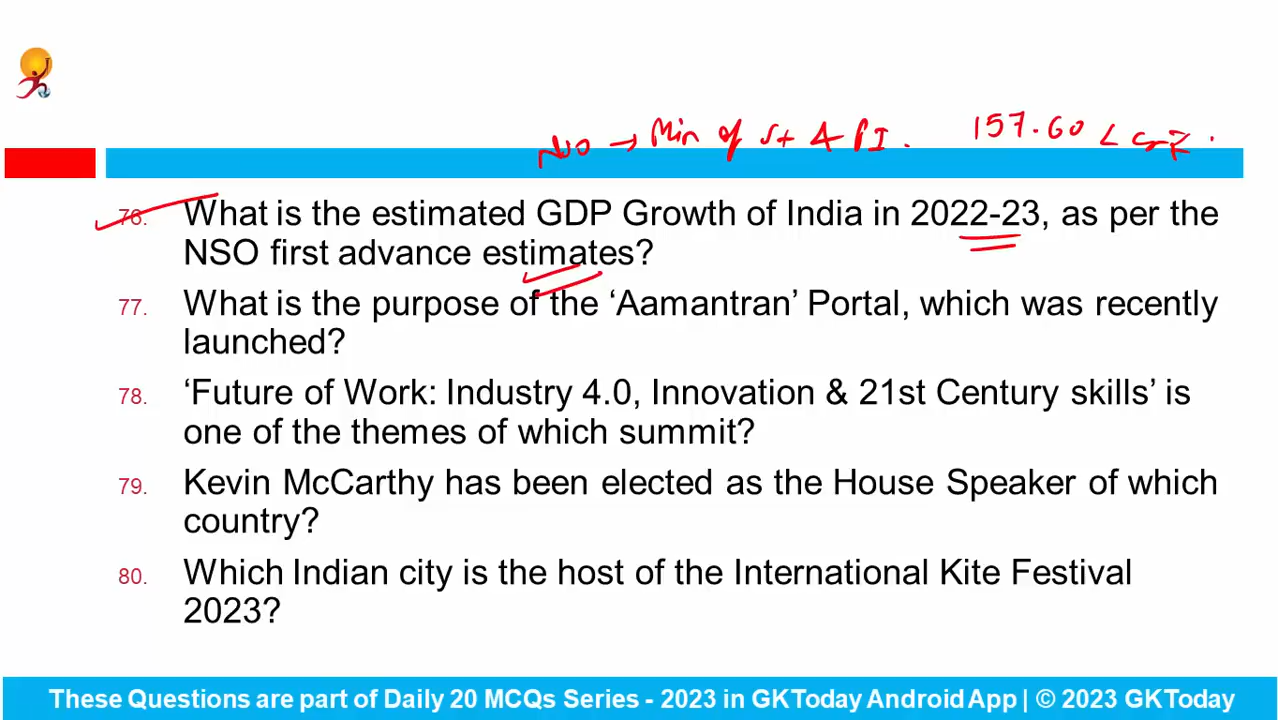 NSO → Min of St & PI. 157.60 L Cr ₹.
76. What is the estimated GDP Growth of India in 2022-23, as per the
NSO first advance estimates?
77. What is the purpose of the ‘Aamantran’ Portal, which was recently
launched?
78. ‘Future of Work: Industry 4.0, Innovation & 21st Century skills’ is
one of the themes of which summit?
79. Kevin McCarthy has been elected as the House Speaker of which
country?
80. Which Indian city is the host of the International Kite Festival
2023?
These Questions are part of Daily 20 MCQs Series - 2023 in GKToday Android App | © 2023 GKToday